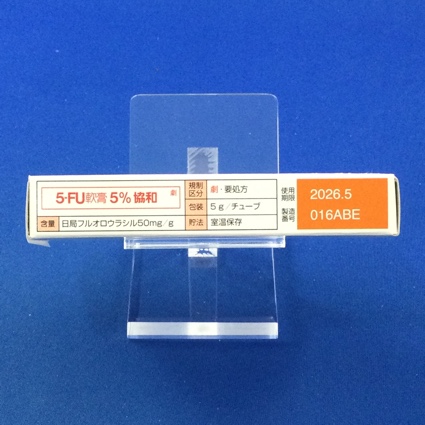 5-FU軟膏5%協和 劇
含量 日局フルオロウラシル50mg/g
規制区分 劇・要処方
包装 5g/チューブ
貯法 室温保存
使用期限 2026.5
製造番号 016ABE